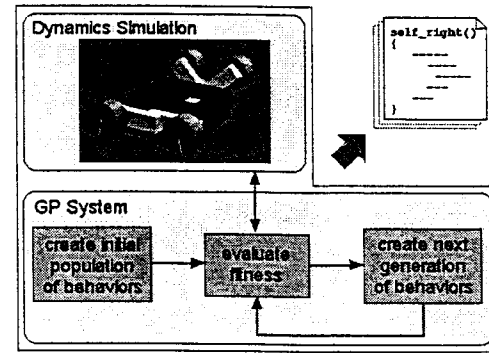 Dynamics Simulation
self_right()
{
}
GP System
create initial
population
of behaviors
evaluate
fitness
create next
generation
of behaviors